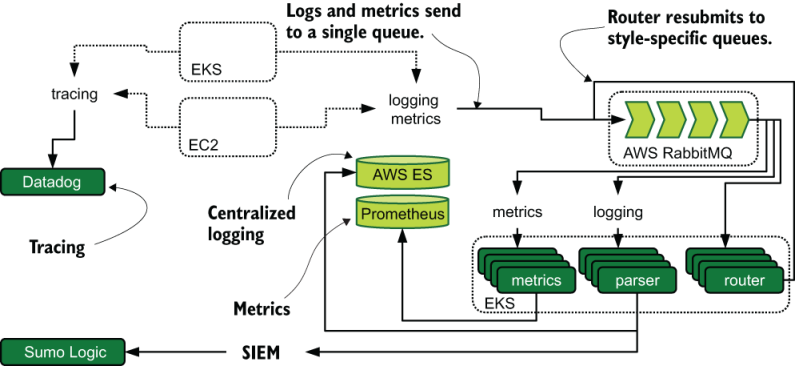 Logs and metrics send
to a single queue.
Router resubmits to
style-specific queues.
EKS
tracing
logging
metrics
EC2
AWS RabbitMQ
AWS ES
Datadog
Centralized
logging
Prometheus
metrics
logging
Tracing
Metrics
metrics
parser
router
EKS
Sumo Logic
SIEM